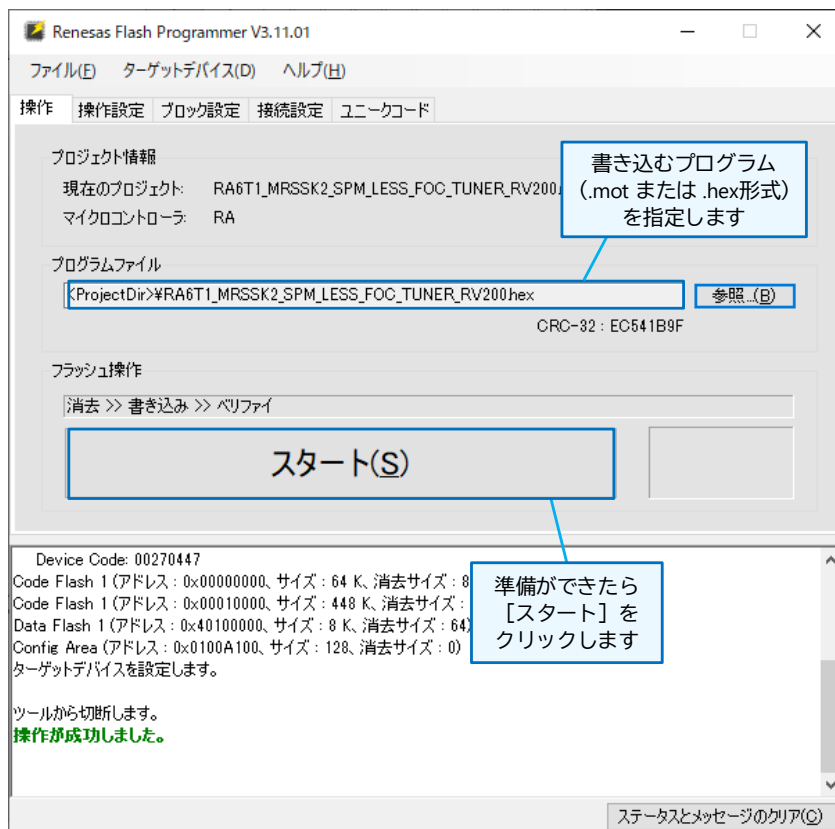 Renesas Flash Programmer V3.11.01
ファイル(F) ターゲットデバイス(D) ヘルプ(H)
操作 操作設定 ブロック設定 接続設定 ユニークコード
プロジェクト情報
現在のプロジェクト: RA6T1_MRSSK2_SPM_LESS_FOC_TUNER_RV200.
マイクロコントローラ: RA
書き込むプログラム
(.mot または .hex形式)
を指定します
プログラムファイル
<ProjectDir>¥RA6T1_MRSSK2_SPM_LESS_FOC_TUNER_RV200.hex 参照...(B)
CRC-32 : EC541B9F
フラッシュ操作
消去 >> 書き込み >> ベリファイ
スタート(S)
Device Code: 00270447
Code Flash 1 (アドレス : 0x00000000、サイズ : 64 K、消去サイズ : 8
Code Flash 1 (アドレス : 0x00010000、サイズ : 448 K、消去サイズ :
Data Flash 1 (アドレス : 0x40100000、サイズ : 8 K、消去サイズ : 64)
Config Area (アドレス : 0x0100A100、サイズ : 128、消去サイズ : 0)
ターゲットデバイスを設定します。
準備ができたら
[スタート]を
クリックします
ツールから切断します。
操作が成功しました。
ステータスとメッセージのクリア(C)